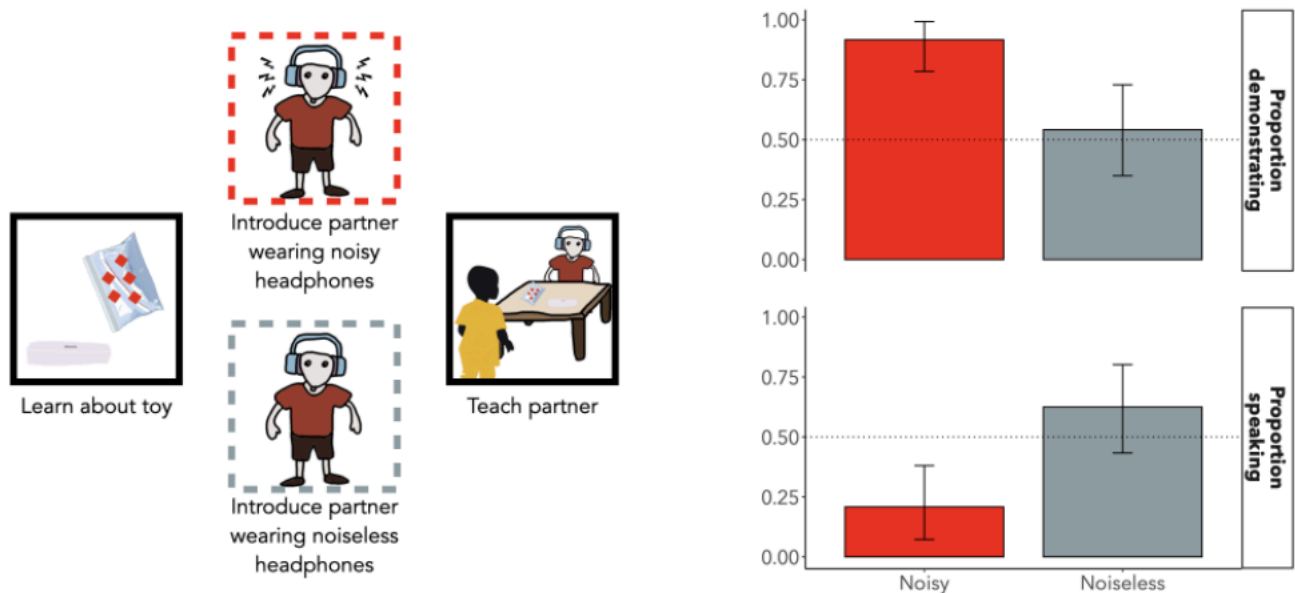 Learn about toy
Introduce partner
wearing noisy
headphones
Introduce partner
wearing noiseless
headphones
Teach partner
1.00
0.75
0.50
0.25
0.00
Proportion
demonstrating
1.00
0.75
0.50
0.25
0.00
Proportion
speaking
Noisy
Noiseless